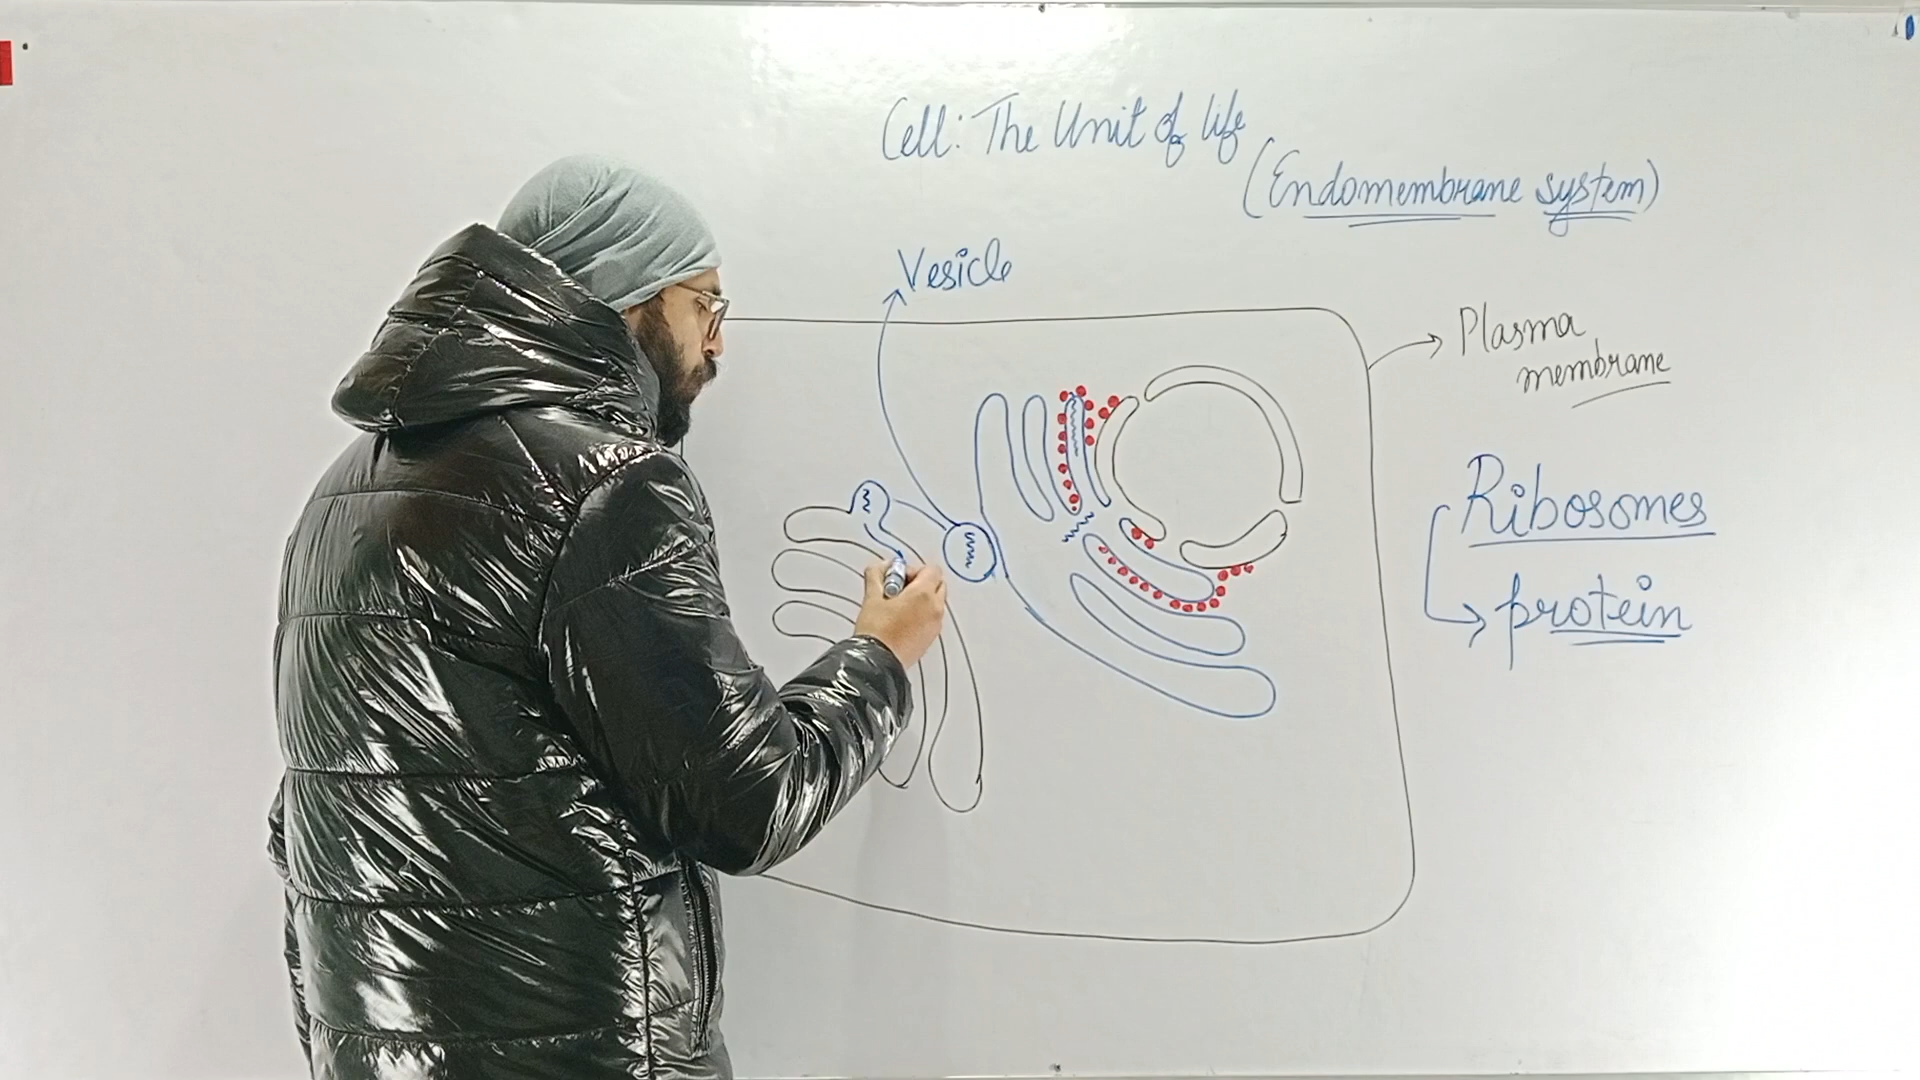 Cell: The Unit of life
(Endomembrane system)
Vesicle
Plasma
membrane
Ribosomes
protein